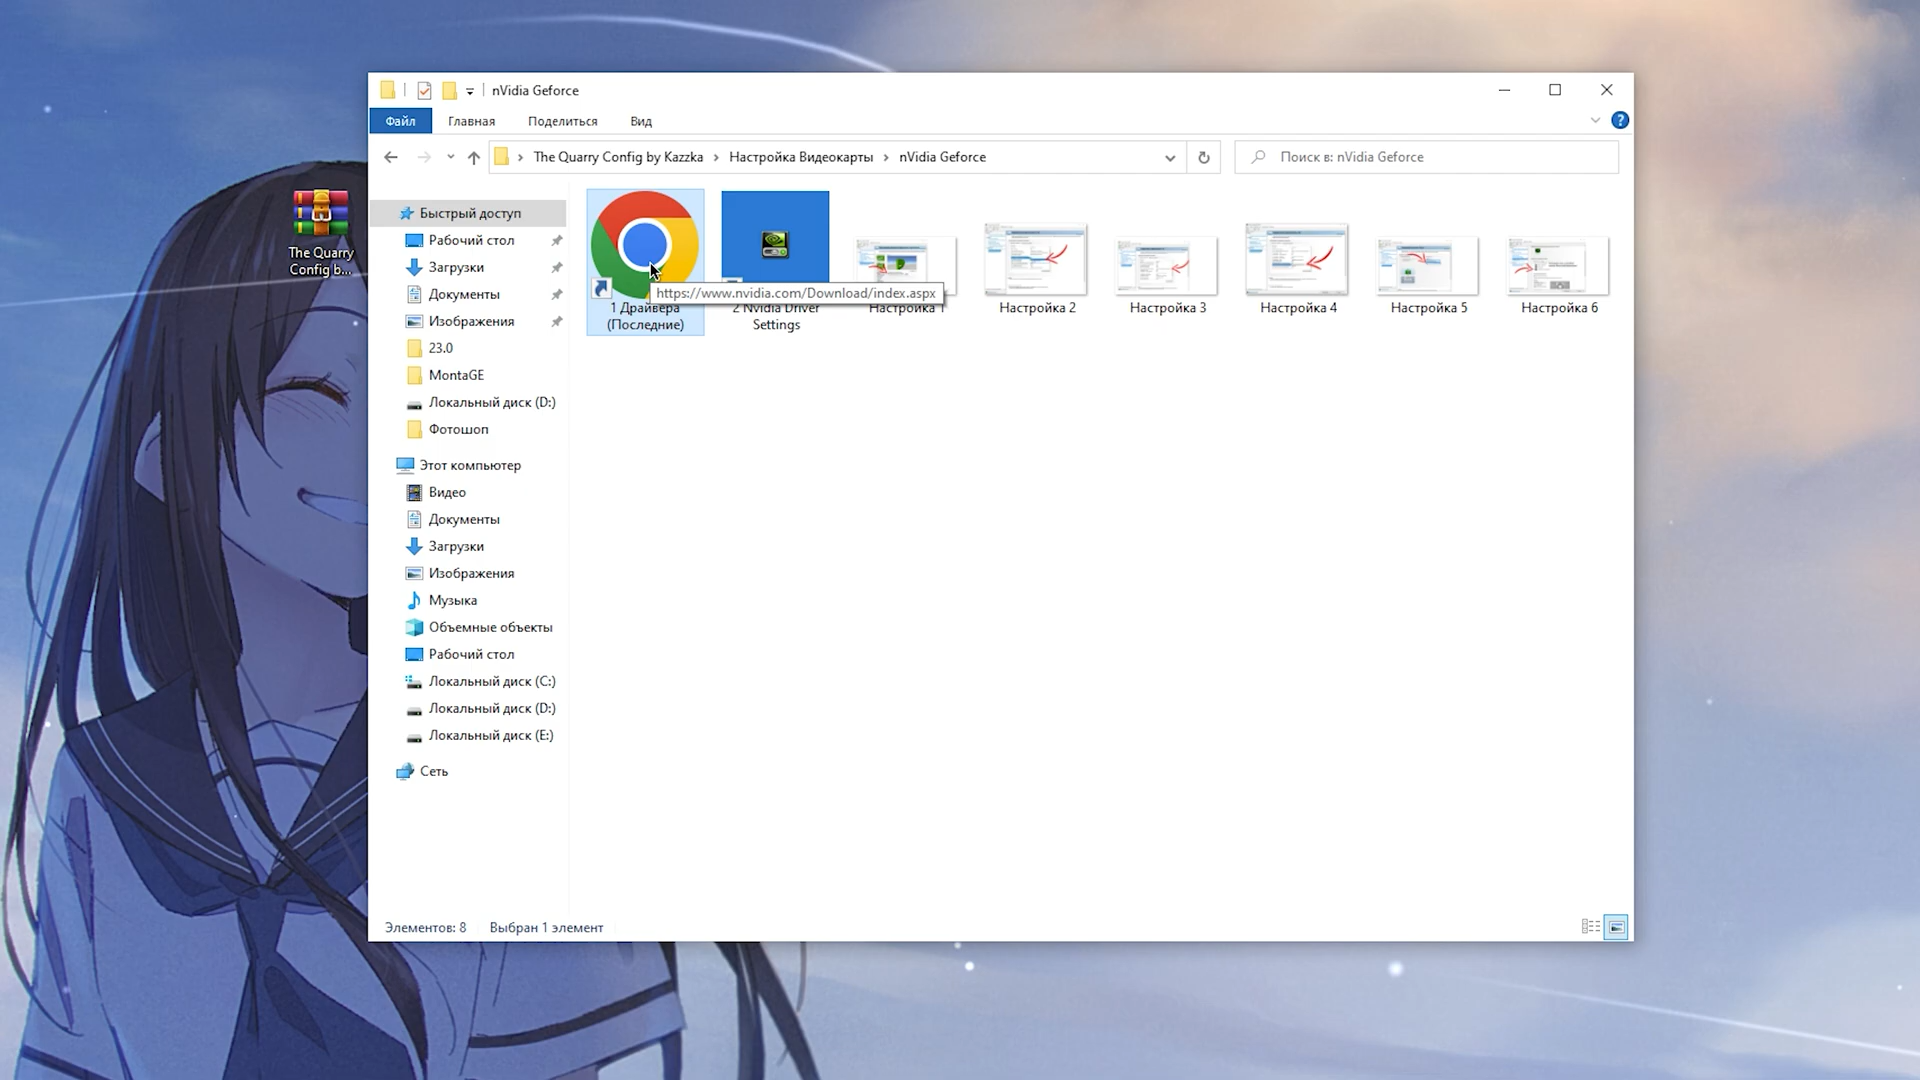 nVidia Geforce
Файл
Главная
Поделиться
Вид
The Quarry Config by Kazzka
Настройка Видеокарты
nVidia Geforce
Поиск в: nVidia Geforce
The Quarry
Config b...
Быстрый доступ
Рабочий стол
Загрузки
Документы
Изображения
23.0
MontaGE
Локальный диск (D:)
Фотошоп
Этот компьютер
Видео
Документы
Загрузки
Изображения
Музыка
Объемные объекты
Рабочий стол
Локальный диск (C:)
Локальный диск (D:)
Локальный диск (E:)
Сеть
https://www.nvidia.com/Download/index.aspx
1 Драйвера
(Последние)
2 Nvidia Driver
Settings
Настройка 1
Настройка 2
Настройка 3
Настройка 4
Настройка 5
Настройка 6
Элементов: 8
Выбран 1 элемент